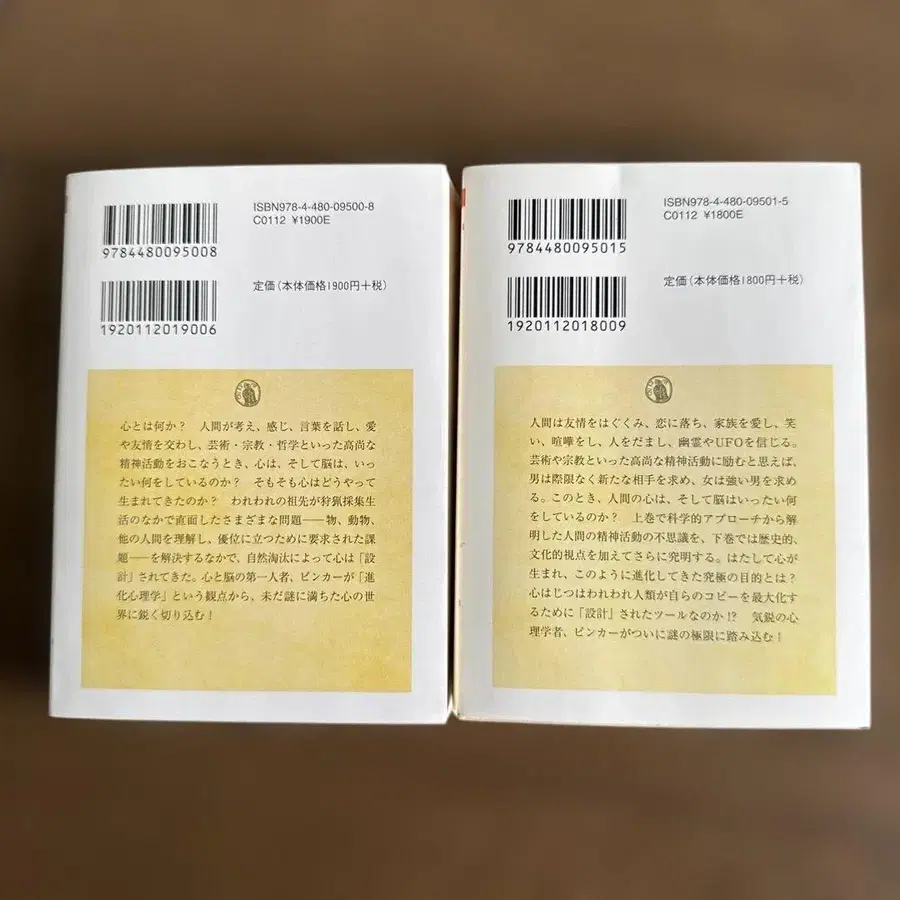 ISBN978-4-480-09500-8
C0112 ¥1900E
9784480095008
定価(本体価格1900円+税)
1920112019006
心とは何か? 人間が考え、感じ、言葉を話し、愛
や友情を交わし、芸術・宗教・哲学といった高尚な
精神活動をおこなうとき、心は、そして脳は、いっ
たい何をしているのか? そもそも心はどうやって
生まれてきたのか? われわれの祖先が狩猟採集生
活のなかで直面したさまざまな問題――物、動物、
他の人間を理解し、優位に立つために要求された課
題――を解決するなかで、自然淘汰によって心は「設
計」されてきた。心と脳の第一人者、ピンカーが「進
化心理学」という観点から、未だ謎に満ちた心の世
界に鋭く切り込む!
ISBN978-4-480-09501-5
C0112 ¥1800E
9784480095015
定価(本体価格1800円+税)
1920112018009
人間は友情をはぐくみ、恋に落ち、家族を愛し、笑
い、喧嘩をし、人をだまし、幽霊やUFOを信じる。
芸術や宗教といった高尚な精神活動に励むと思えば、
男は際限なく新たな相手を求め、女は強い男を求め
る。このとき、人間の心は、そして脳はいったい何
をしているのか? 上巻で科学的アプローチから解
明した人間の精神活動の不思議を、下巻では歴史的、
文化的視点を加えてさらに究明する。はたして心が
生まれ、このように進化してきた究極の目的とは?
心はじつはわれわれ人類が自らのコピーを最大化す
るために「設計」されたツールなのか!? 気鋭の心
理学者、ピンカーがついに謎の極限に踏み込む!